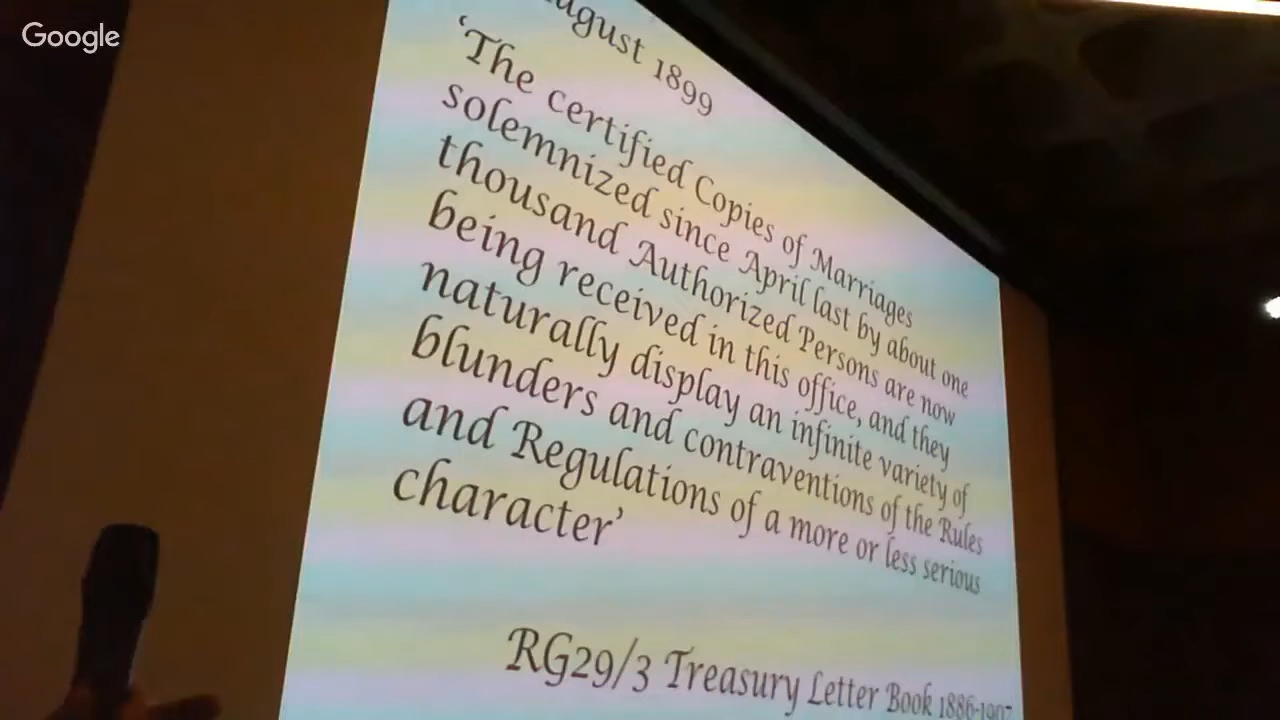 Google
August 1899
‘The certified Copies of Marriages
solemnized since April last by about one
thousand Authorized Persons are now
being received in this office, and they
naturally display an infinite variety of
blunders and contraventions of the Rules
and Regulations of a more or less serious
character’
RG29/3 Treasury Letter Book 1886-1907